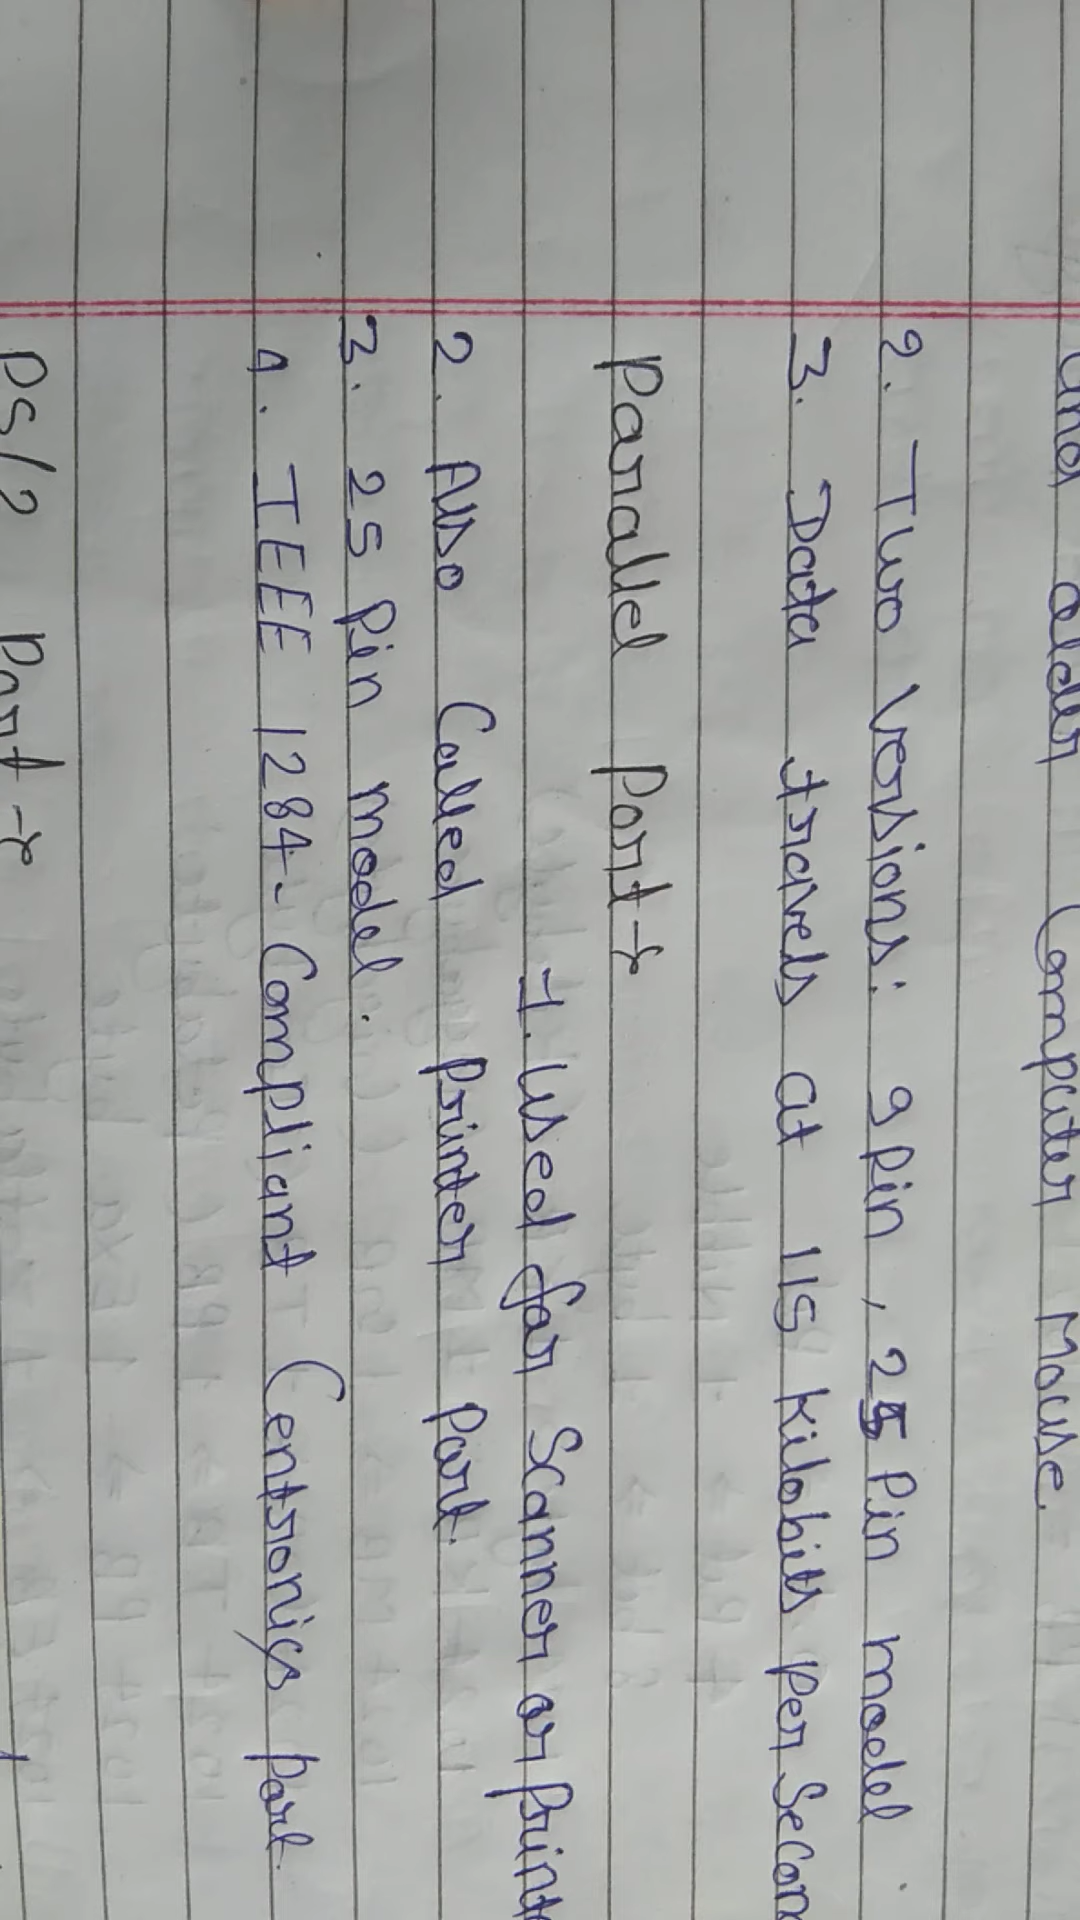 and older Computer Mouse.
2. Two Versions: 9 Pin, 25 Pin model.
3. Data travels at 115 Kilobits Per Secon
Parallel Port →
1. Used for Scanner or Print
2. Also Called Printer Port.
3. 25 Pin model.
4. IEEE 1284-Compliant Centronics Port.
PS/2 Port →